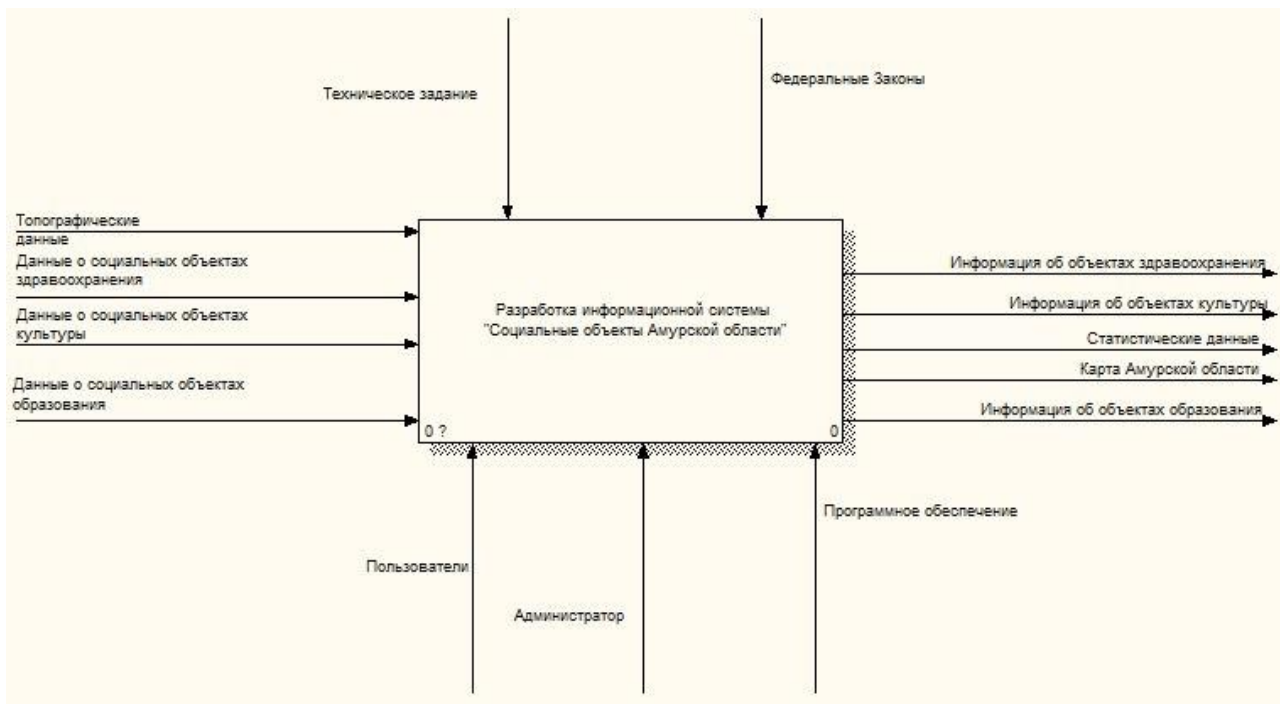 Техническое задание
Федеральные Законы
Топографические
данные
Данные о социальных объектах
здравоохранения
Данные о социальных объектах
культуры
Данные о социальных объектах
образования
Разработка информационной системы
"Социальные объекты Амурской области"
0 ?
0
Информация об объектах здравоохранения
Информация об объектах культуры
Статистические данные
Карта Амурской области
Информация об объектах образования
Пользователи
Администратор
Программное обеспечение